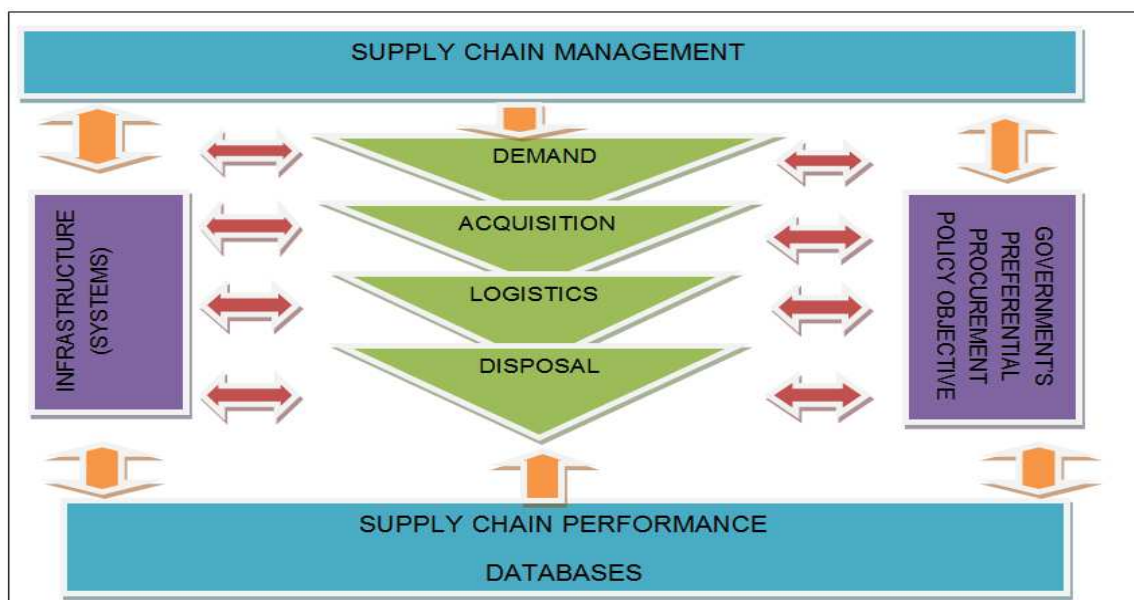 SUPPLY CHAIN MANAGEMENT
DEMAND
ACQUISITION
LOGISTICS
DISPOSAL
INFRASTRUCTURE
(SYSTEMS)
GOVERNMENT'S
PREFERENTIAL
PROCUREMENT
POLICY OBJECTIVE
SUPPLY CHAIN PERFORMANCE
DATABASES